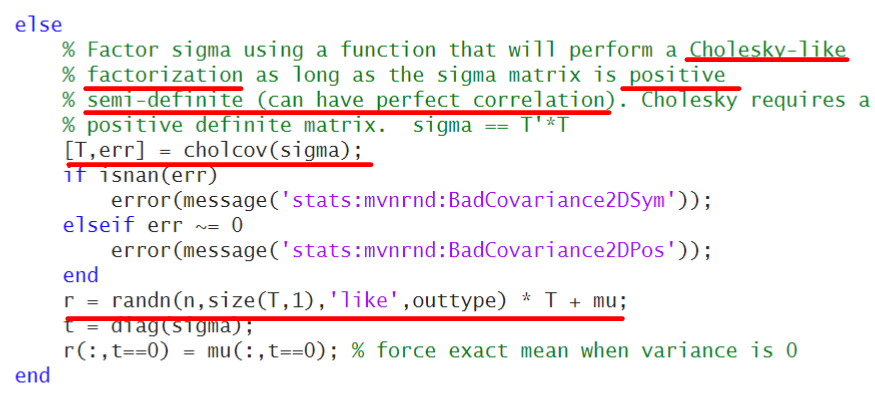 else
% Factor sigma using a function that will perform a Cholesky-like
% factorization as long as the sigma matrix is positive
% semi-definite (can have perfect correlation). Cholesky requires a
% positive definite matrix.  sigma == T'*T
[T,err] = cholcov(sigma);
if isnan(err)
error(message('stats:mvnrnd:BadCovariance2DSym'));
elseif err ~= 0
error(message('stats:mvnrnd:BadCovariance2DPos'));
end
r = randn(n,size(T,1),'like',outtype) * T + mu;
t = diag(sigma);
r(:,t==0) = mu(:,t==0); % force exact mean when variance is 0
end